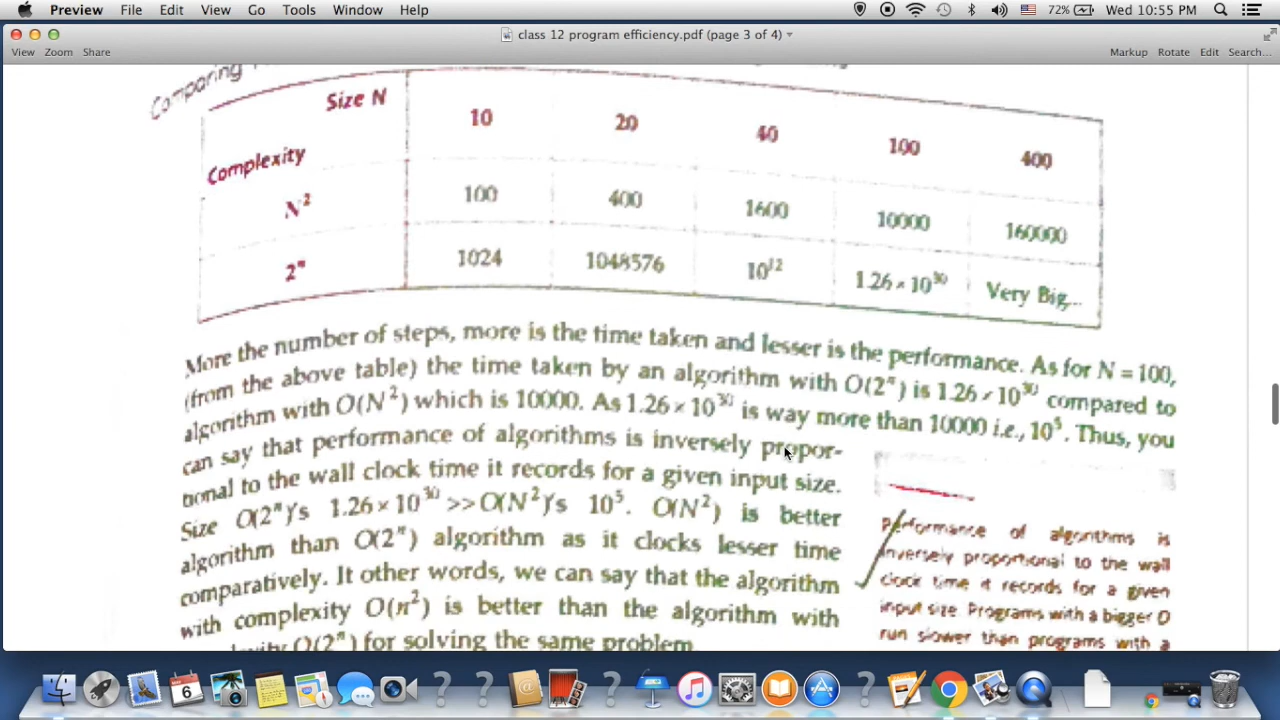 Preview File Edit View Go Tools Window Help 72% Wed 10:55 PM
class 12 program efficiency.pdf (page 3 of 4)
View Zoom Share Markup Rotate Edit Search...
Comparing
Size N 10 20 40 100 400
Complexity
N² 100 400 1600 10000 160000
2ⁿ 1024 1048576 10¹² 1.26 × 10³⁰ Very Big...
More the number of steps, more is the time taken and lesser is the performance. As for N = 100,
(from the above table) the time taken by an algorithm with O(2ⁿ) is 1.26 × 10³⁰ compared to
algorithm with O(N²) which is 10000. As 1.26 × 10³⁰ is way more than 10000 i.e., 10⁵. Thus, you
can say that performance of algorithms is inversely propor-
tional to the wall clock time it records for a given input size.
Size O(2ⁿ)'s 1.26 × 10³⁰ >> O(N²)'s 10⁵. O(N²) is better
algorithm than O(2ⁿ) algorithm as it clocks lesser time
comparatively. It other words, we can say that the algorithm
with complexity O(n²) is better than the algorithm with
O(2ⁿ) for solving the same problem
Performance of algorithms is
inversely proportional to the wall
clock time it records for a given
input size. Programs with a bigger O
run slower than programs with a
MAY
6